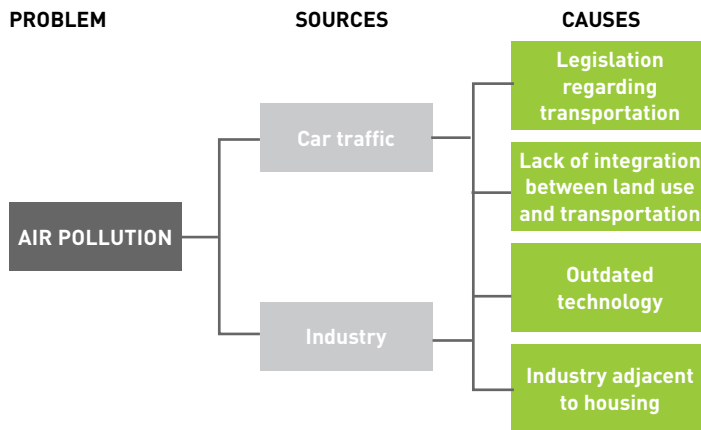 PROBLEM
SOURCES
CAUSES
AIR POLLUTION
Car traffic
Industry
Legislation
regarding
transportation
Lack of integration
between land use
and transportation
Outdated
technology
Industry adjacent
to housing